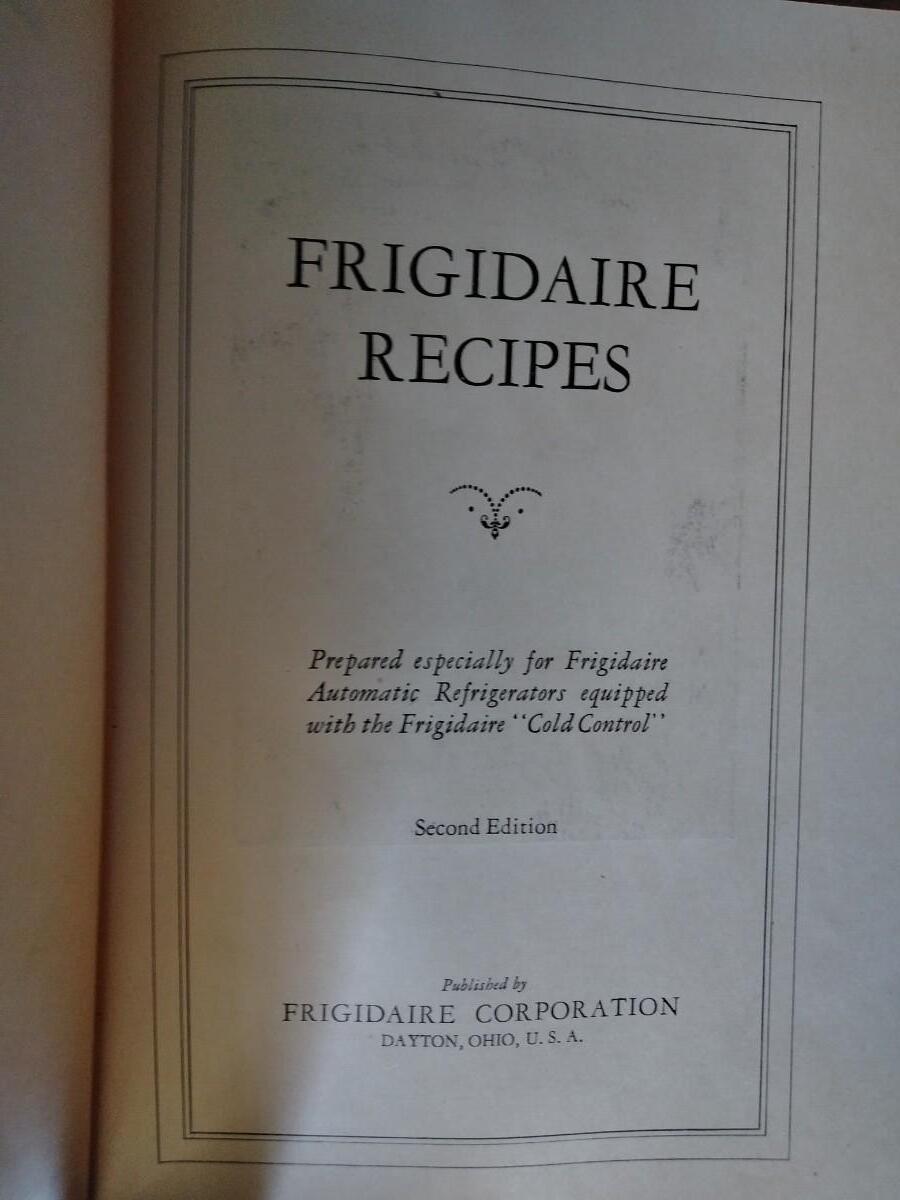 FRIGIDAIRE
RECIPES
Prepared especially for Frigidaire
Automatic Refrigerators equipped
with the Frigidaire "Cold Control"
Second Edition
Published by
FRIGIDAIRE CORPORATION
DAYTON, OHIO, U. S. A.